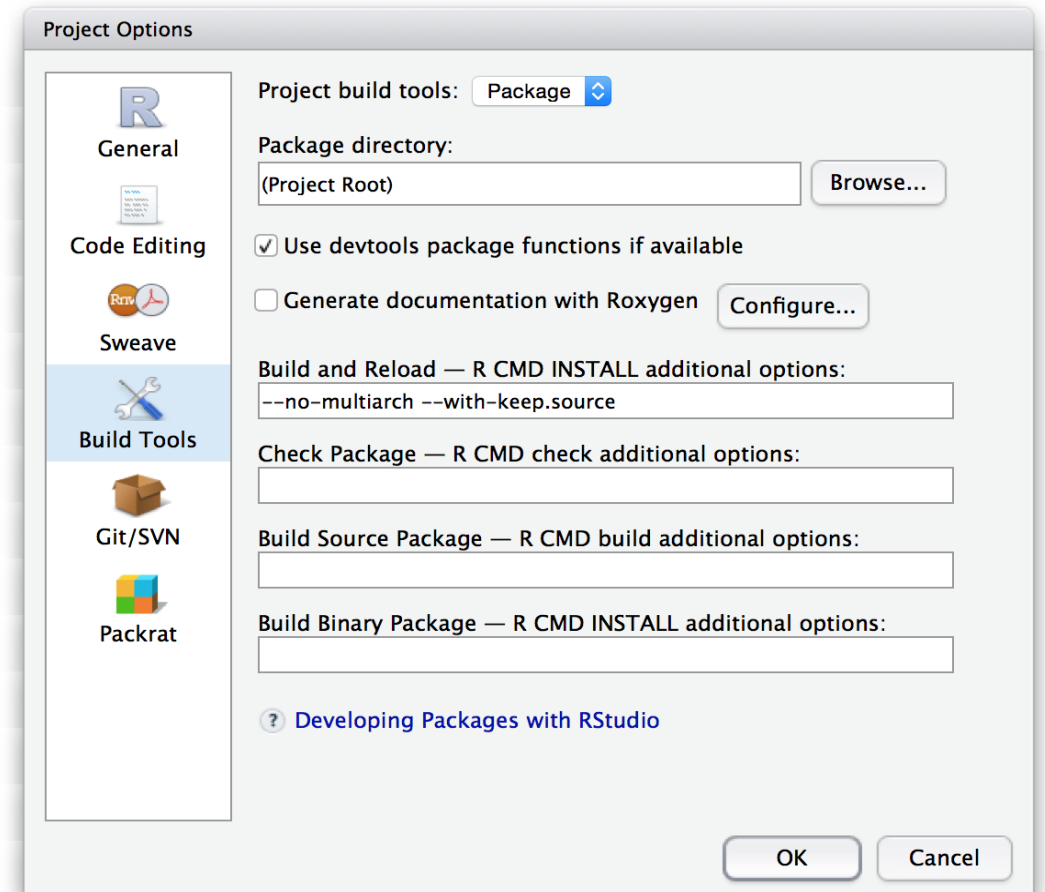 Project Options
General
Code Editing
Rnw
Sweave
Build Tools
Git/SVN
Packrat
Project build tools: Package
Package directory:
(Project Root) Browse...
Use devtools package functions if available
Generate documentation with Roxygen Configure...
Build and Reload — R CMD INSTALL additional options:
--no-multiarch --with-keep.source
Check Package — R CMD check additional options:
Build Source Package — R CMD build additional options:
Build Binary Package — R CMD INSTALL additional options:
? Developing Packages with RStudio
OK Cancel